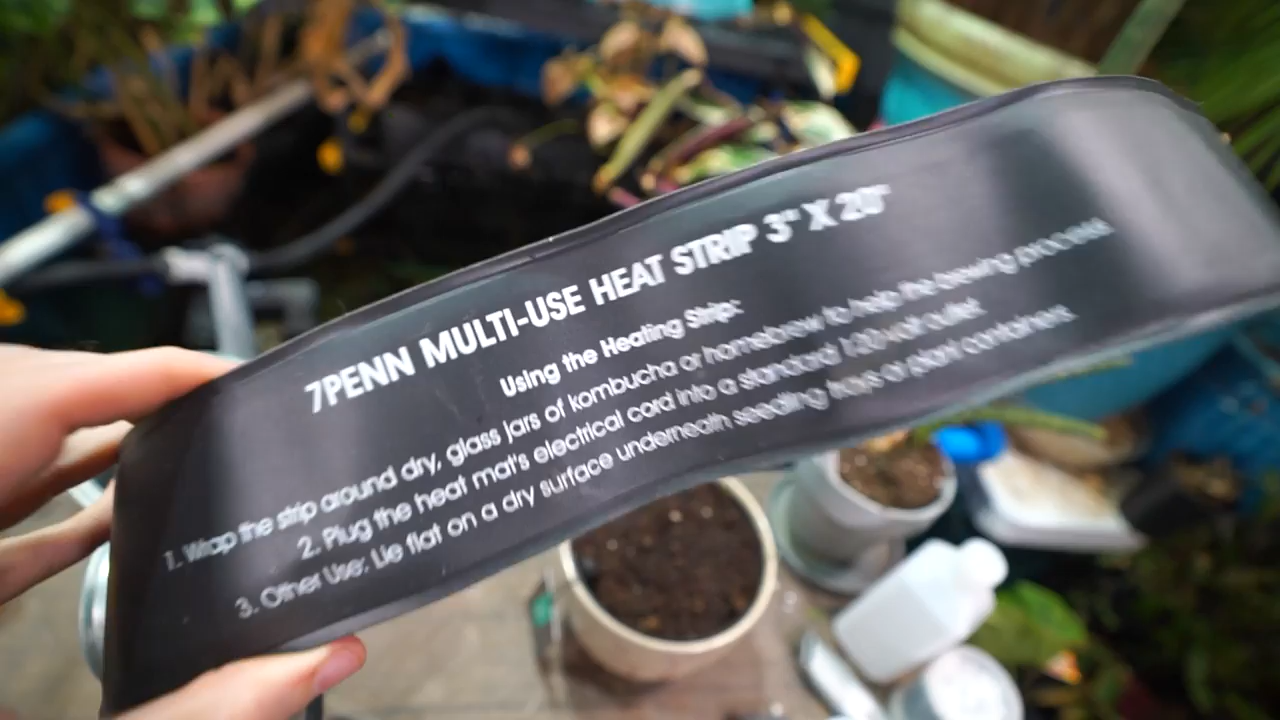 7PENN MULTI-USE HEAT STRIP 3" X 20"
Using the Heating Strip:
1. Wrap the strip around dry, glass jars of kombucha or homebrew to help the brewing process.
2. Plug the heat mat's electrical cord into a standard 120-volt outlet
3. Other Use: Lie flat on a dry surface underneath seedling trays or plant containers.